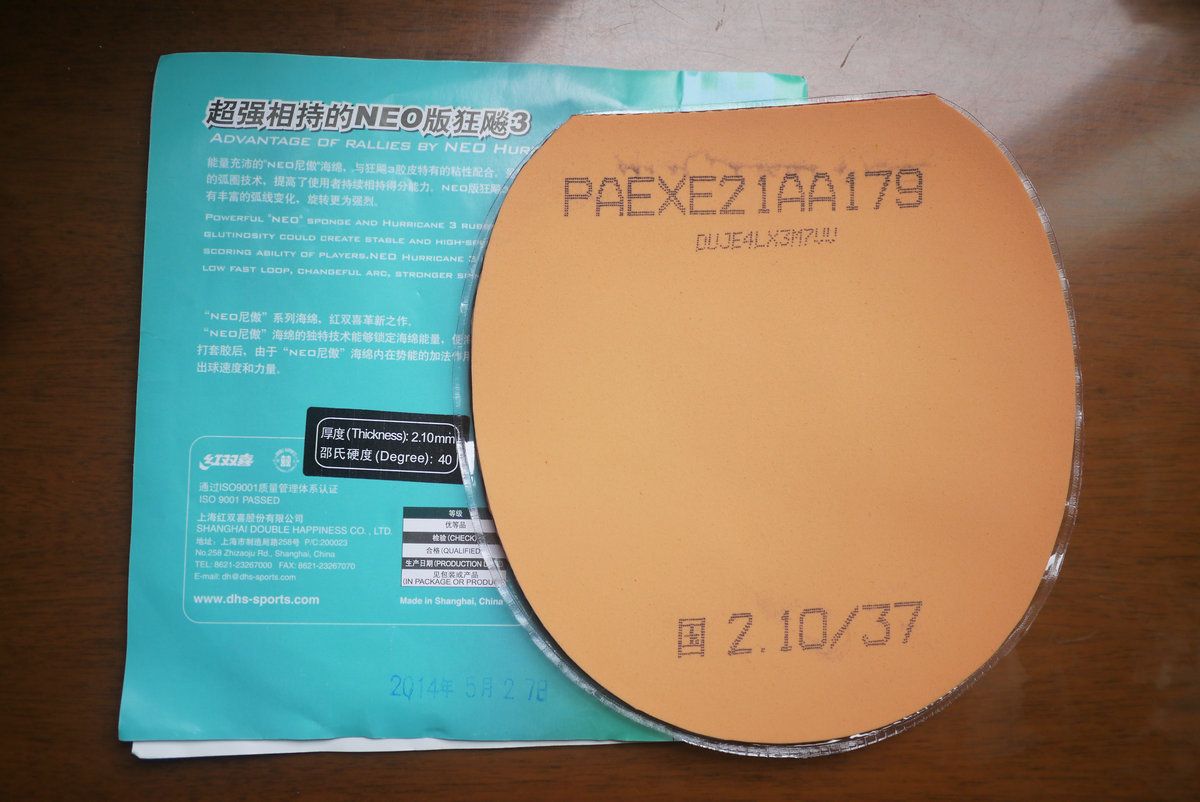 超强相持的NEO版狂飚3
ADVANTAGE OF RALLIES BY NEO
能量充沛的"NEO尼傲"海绵、与狂飚3胶皮特有的粘性配合,
的弧圈技术,提高了使用者持续相持得分能力。NEO版狂飚
有丰富的弧线变化,旋转更为强烈。
POWERFUL "NEO" SPONGE AND HURRICANE 3
GLUTINOSITY COULD CREATE STABLE AND
SCORING ABILITY OF PLAYERS.NEO HURRICANE 3
LOW FAST LOOP, CHANGEFUL ARC, STRONGER
"NEO尼傲"系列海绵,红双喜革新之作。
"NEO尼傲"海绵的独特技术能够锁定海绵能量,
打套胶后,由于"NEO尼傲"海绵内在势能的加法作用
出球速度和力量。
厚度(Thickness): 2.10mm
邵氏硬度(Degree): 40
红双喜
通过ISO9001质量管理体系认证
ISO 9001 PASSED
上海红双喜股份有限公司
SHANGHAI DOUBLE HAPPINESS CO., LTD.
地址:上海市制造局路258号 P/C:200023
No.258 Zhizaoju Rd., Shanghai, China
TEL: 8621-23267000 FAX: 8621-23267070
E-mail: dh@dhs-sports.com
www.dhs-sports.com
等级
优等品
检验(CHECK)
合格(QUALIFIED
生产日期(PRODUCTION
见包装或产品
(IN PACKAGE OR
Made in Shanghai, China
2014年 5月 27日
PAEXE21AA179
DUJE4LX3M7VV
国 2.10/37